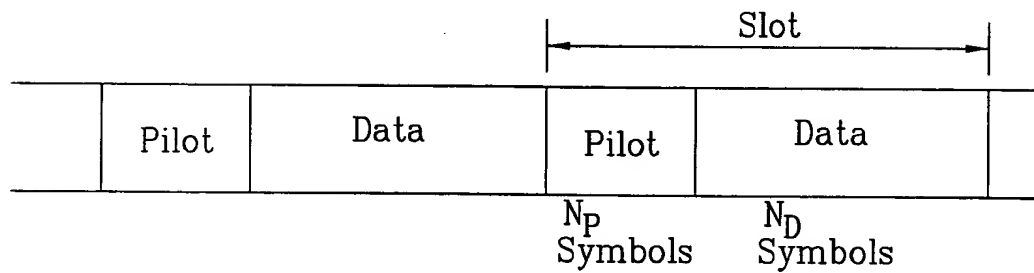 Slot
Pilot Data Pilot Data
N_P N_D
Symbols Symbols